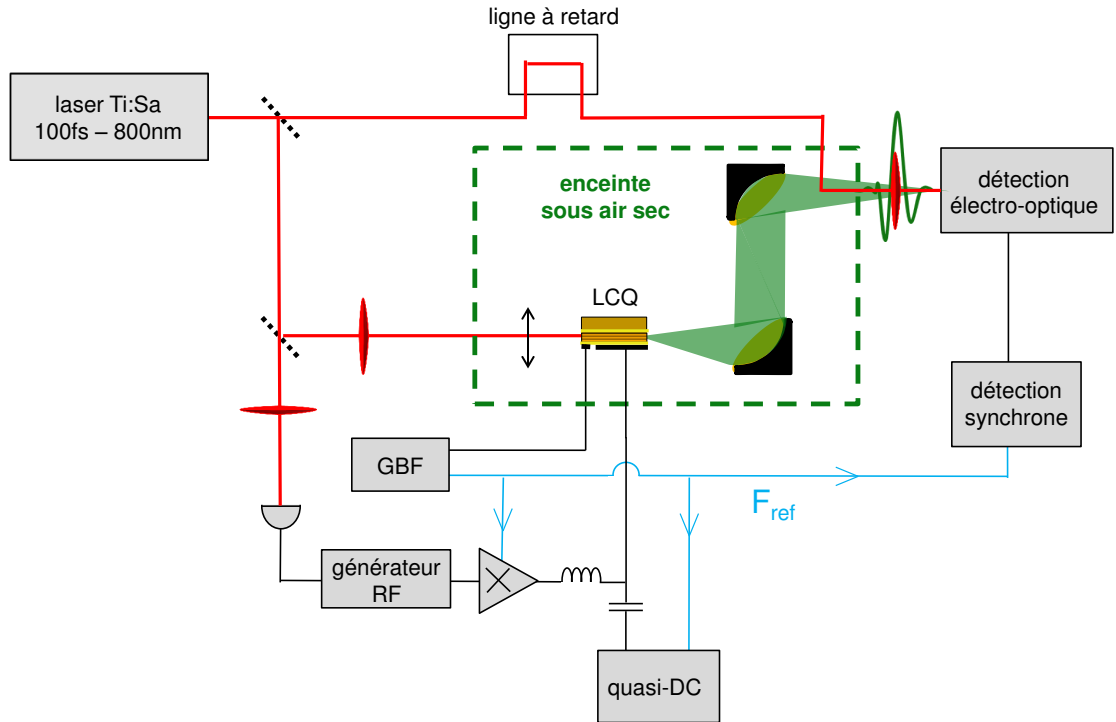 ligne à retard
laser Ti:Sa
100fs – 800nm
enceinte
sous air sec
détection
électro-optique
LCQ
détection
synchrone
GBF
F_ref
générateur
RF
quasi-DC